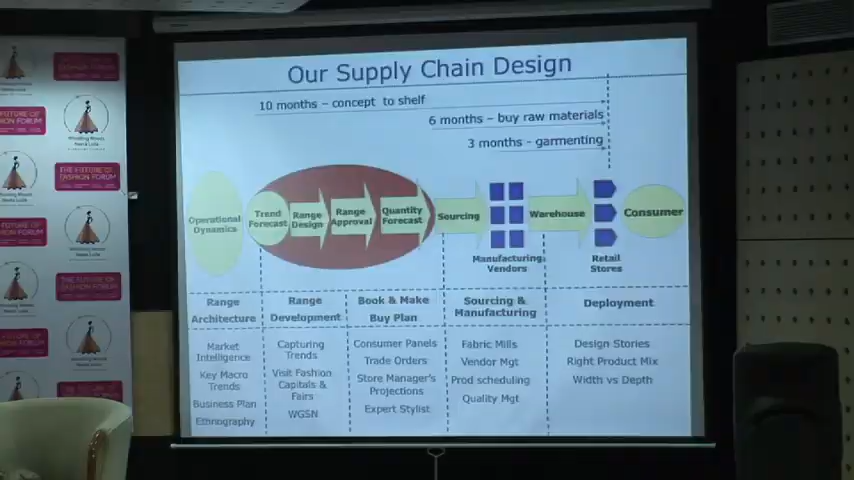 Our Supply Chain Design
10 months – concept to shelf
6 months – buy raw materials
3 months - garmenting
Operational Dynamics
Trend Forecast
Range Design
Range Approval
Quantity Forecast
Sourcing
Manufacturing Vendors
Warehouse
Retail Stores
Consumer
Range Architecture
Range Development
Book & Make Buy Plan
Sourcing & Manufacturing
Deployment
Market Intelligence
Key Macro Trends
Business Plan
Ethnography
Capturing Trends
Visit Fashion Capitals & Fairs
WGSN
Consumer Panels
Trade Orders
Store Manager's Projections
Expert Stylist
Fabric Mills
Vendor Mgt
Prod scheduling
Quality Mgt
Design Stories
Right Product Mix
Width vs Depth
THE FUTURE OF
FASHION FORUM